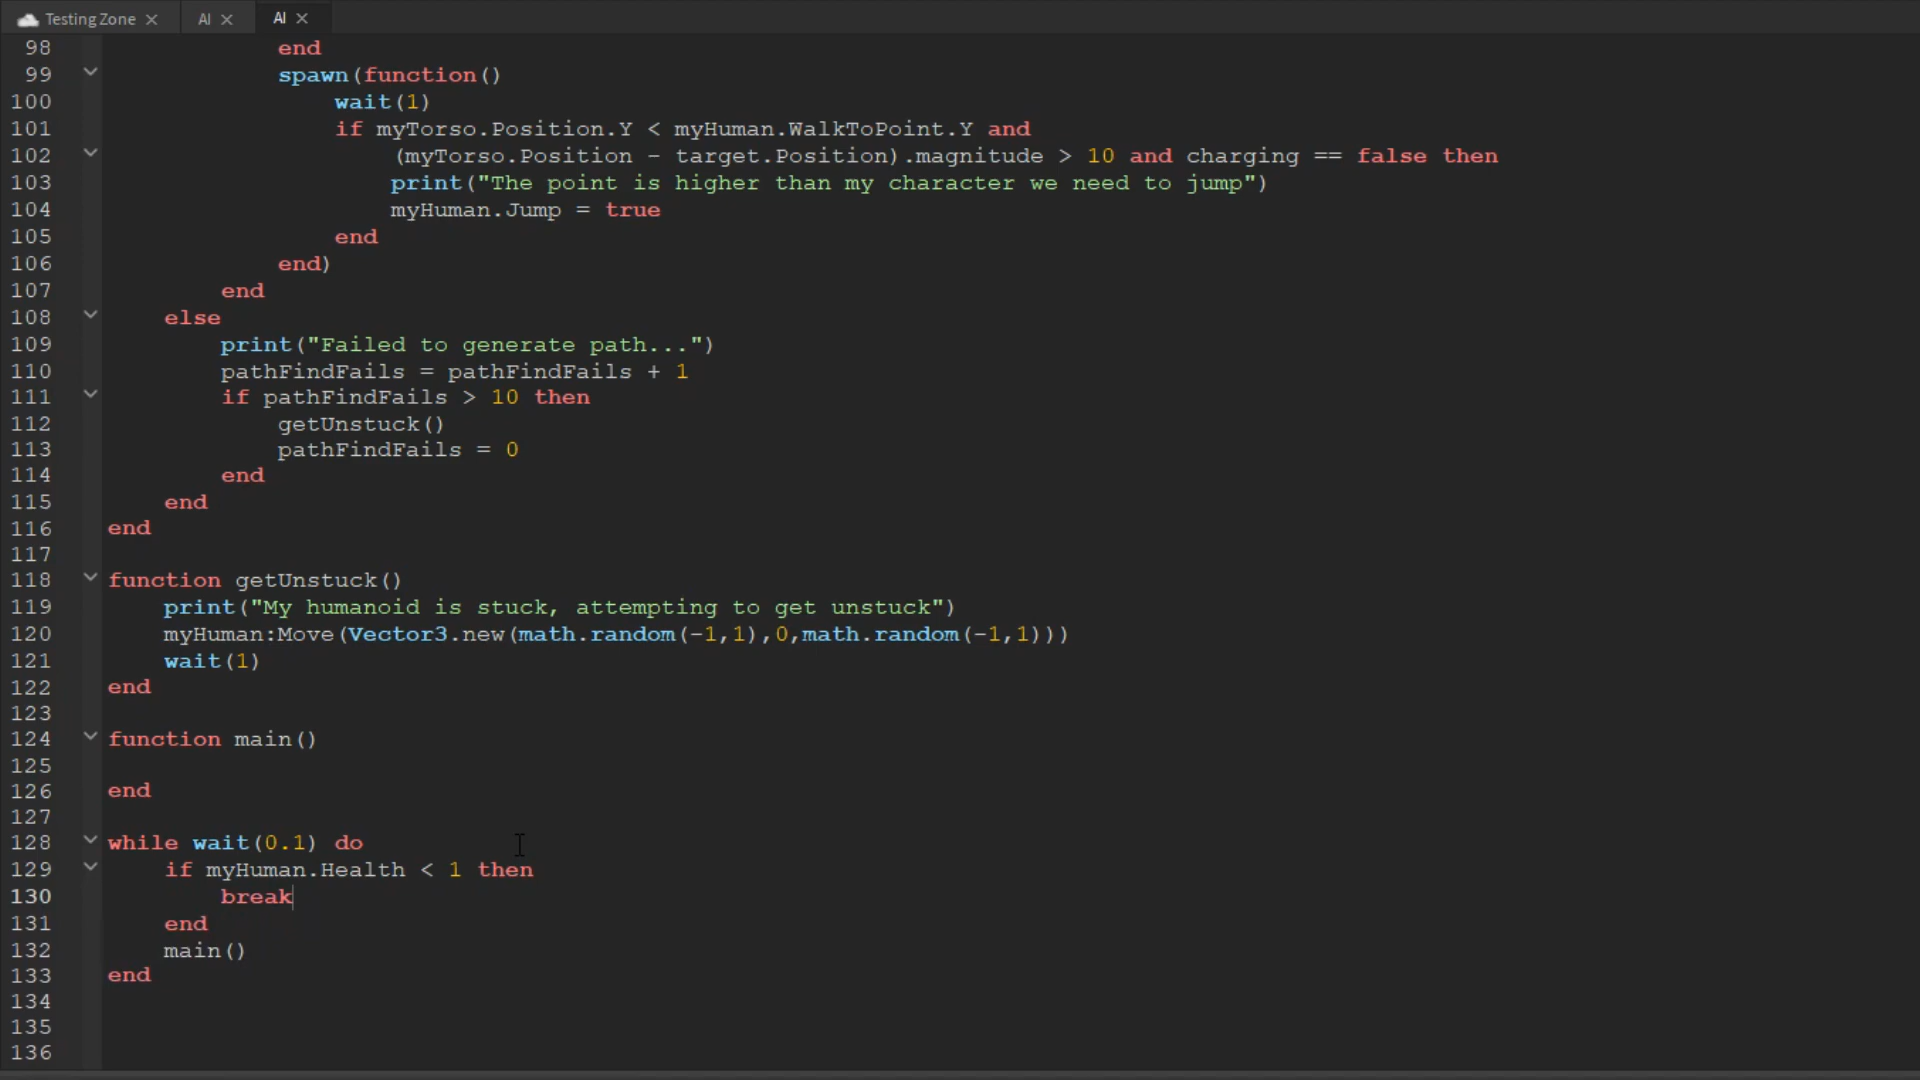 Testing Zone AI AI
98 end
99 spawn(function()
100 wait(1)
101 if myTorso.Position.Y < myHuman.WalkToPoint.Y and
102 (myTorso.Position - target.Position).magnitude > 10 and charging == false then
103 print("The point is higher than my character we need to jump")
104 myHuman.Jump = true
105 end
106 end)
107 end
108 else
109 print("Failed to generate path...")
110 pathFindFails = pathFindFails + 1
111 if pathFindFails > 10 then
112 getUnstuck()
113 pathFindFails = 0
114 end
115 end
116 end
117
118 function getUnstuck()
119 print("My humanoid is stuck, attempting to get unstuck")
120 myHuman:Move(Vector3.new(math.random(-1,1),0,math.random(-1,1)))
121 wait(1)
122 end
123
124 function main()
125
126 end
127
128 while wait(0.1) do
129 if myHuman.Health < 1 then
130 break
131 end
132 main()
133 end
134
135
136